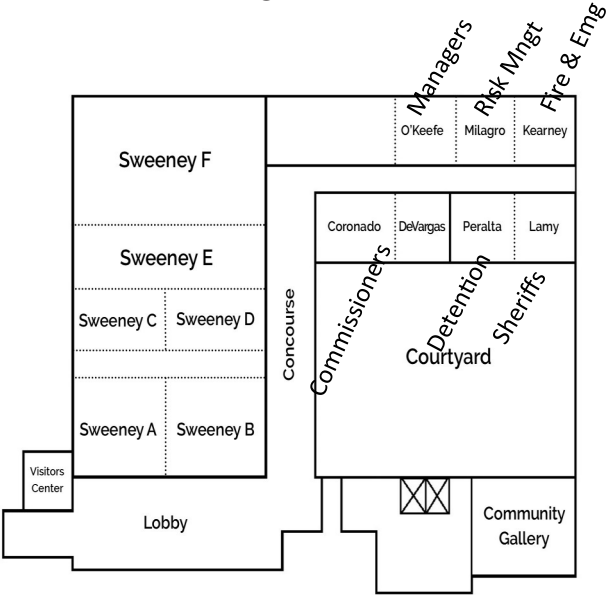 Managers
Risk Mngt
Fire & Emg
Sweeney F
O'Keefe
Milagro
Kearney
Coronado
DeVargas
Peralta
Lamy
Sweeney E
Commissioners
Detention
Sheriffs
Sweeney C
Sweeney D
Concourse
Courtyard
Sweeney A
Sweeney B
Visitors
Center
Lobby
Community
Gallery